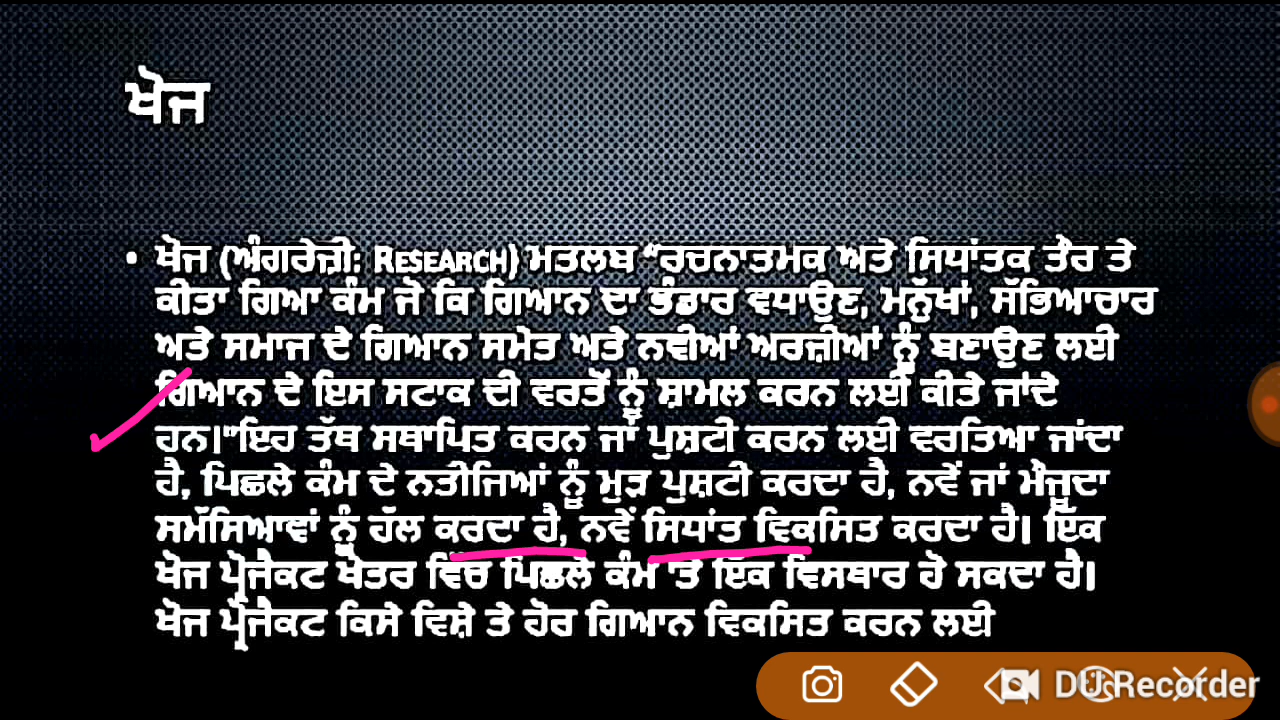 ਖੋਜ
• ਖੋਜ (ਅੰਗਰੇਜ਼ੀ: RESEARCH) ਮਤਲਬ “ਰਚਨਾਤਮਕ ਅਤੇ ਸਿਧਾਂਤਕ ਤੌਰ ਤੇ
ਕੀਤਾ ਗਿਆ ਕੰਮ ਜੋ ਕਿ ਗਿਆਨ ਦਾ ਭੰਡਾਰ ਵਧਾਉਣ, ਮਨੁੱਖਾਂ, ਸੱਭਿਆਚਾਰ
ਅਤੇ ਸਮਾਜ ਦੇ ਗਿਆਨ ਸਮੇਤ ਅਤੇ ਨਵੀਆਂ ਅਰਜ਼ੀਆਂ ਨੂੰ ਬਣਾਉਣ ਲਈ
ਗਿਆਨ ਦੇ ਇਸ ਸਟਾਕ ਦੀ ਵਰਤੋਂ ਨੂੰ ਸ਼ਾਮਲ ਕਰਨ ਲਈ ਕੀਤੇ ਜਾਂਦੇ
ਹਨ।"ਇਹ ਤੱਥ ਸਥਾਪਿਤ ਕਰਨ ਜਾਂ ਪੁਸ਼ਟੀ ਕਰਨ ਲਈ ਵਰਤਿਆ ਜਾਂਦਾ
ਹੈ, ਪਿਛਲੇ ਕੰਮ ਦੇ ਨਤੀਜਿਆਂ ਨੂੰ ਮੁੜ ਪੁਸ਼ਟੀ ਕਰਦਾ ਹੈ, ਨਵੇਂ ਜਾਂ ਮੌਜੂਦਾ
ਸਮੱਸਿਆਵਾਂ ਨੂੰ ਹੱਲ ਕਰਦਾ ਹੈ, ਨਵੇਂ ਸਿਧਾਂਤ ਵਿਕਸਿਤ ਕਰਦਾ ਹੈ। ਇੱਕ
ਖੋਜ ਪ੍ਰੋਜੈਕਟ ਖੇਤਰ ਵਿੱਚ ਪਿਛਲੇ ਕੰਮ 'ਤੇ ਇੱਕ ਵਿਸਥਾਰ ਹੋ ਸਕਦਾ ਹੈ।
ਖੋਜ ਪ੍ਰੋਜੈਕਟ ਕਿਸੇ ਵਿਸ਼ੇ ਤੇ ਹੋਰ ਗਿਆਨ ਵਿਕਸਿਤ ਕਰਨ ਲਈ
DU Recorder